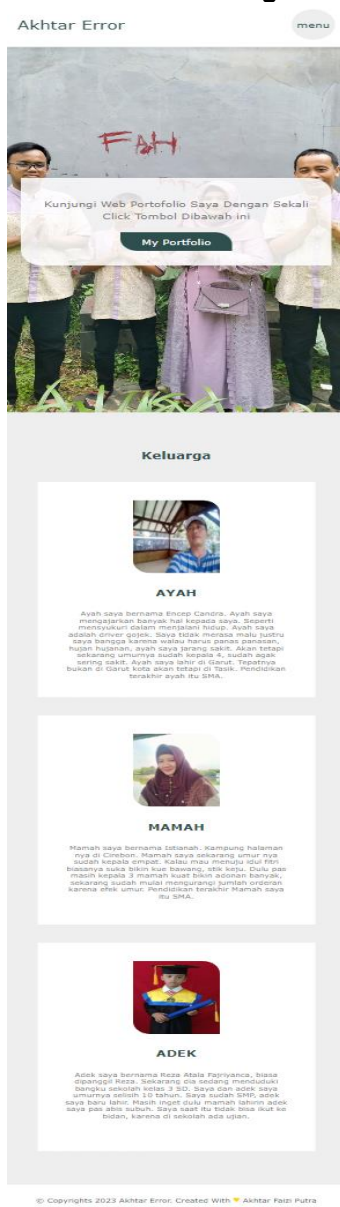 Akhtar Error
menu
FAH
Kunjungi Web Portofolio Saya Dengan Sekali
Click Tombol Dibawah ini
My Portfolio
Keluarga
AYAH
Ayah saya bernama Encep Candra. Ayah saya
mengajarkan banyak hal kepada saya. Seperti
mensyukuri dalam menjalani hidup. Ayah saya
adalah driver gojek. Saya tidak merasa malu justru
saya bangga karena walau harus panas panasan,
hujan hujanan, ayah saya jarang sakit. Akan tetapi
sekarang umurnya sudah kepala 4, sudah agak
sering sakit. Ayah saya lahir di Garut. Tepatnya
bukan di Garut kota akan tetapi di Tasik. Pendidikan
terakhir ayah itu SMA.
MAMAH
Mamah saya bernama Istianah. Kampung halaman
nya di Cirebon. Mamah saya sekarang umur nya
sudah kepala empat. Kalau mau menuju idul fitri
biasanya suka bikin kue bawang, stik keju. Dulu pas
masih kepala 3 mamah kuat bikin adonan banyak,
sekarang sudah mulai mengurangi jumlah orderan
karena efek umur. Pendidikan terakhir Mamah saya
itu SMA.
ADEK
Adek saya bernama Reza Atala Fajriyanca, biasa
dipanggil Reza. Sekarang dia sedang menduduki
bangku sekolah kelas 3 SD. Saya dan adek saya
umurnya selisih 10 tahun. Saya sudah SMP, adek
saya baru lahir. Masih inget dulu mamah lahirin adek
saya pas abis subuh. Saya saat itu tidak bisa ikut ke
bidan, karena di sekolah ada ujian.
© Copyrights 2023 Akhtar Error. Created With 💛 Akhtar Faizi Putra